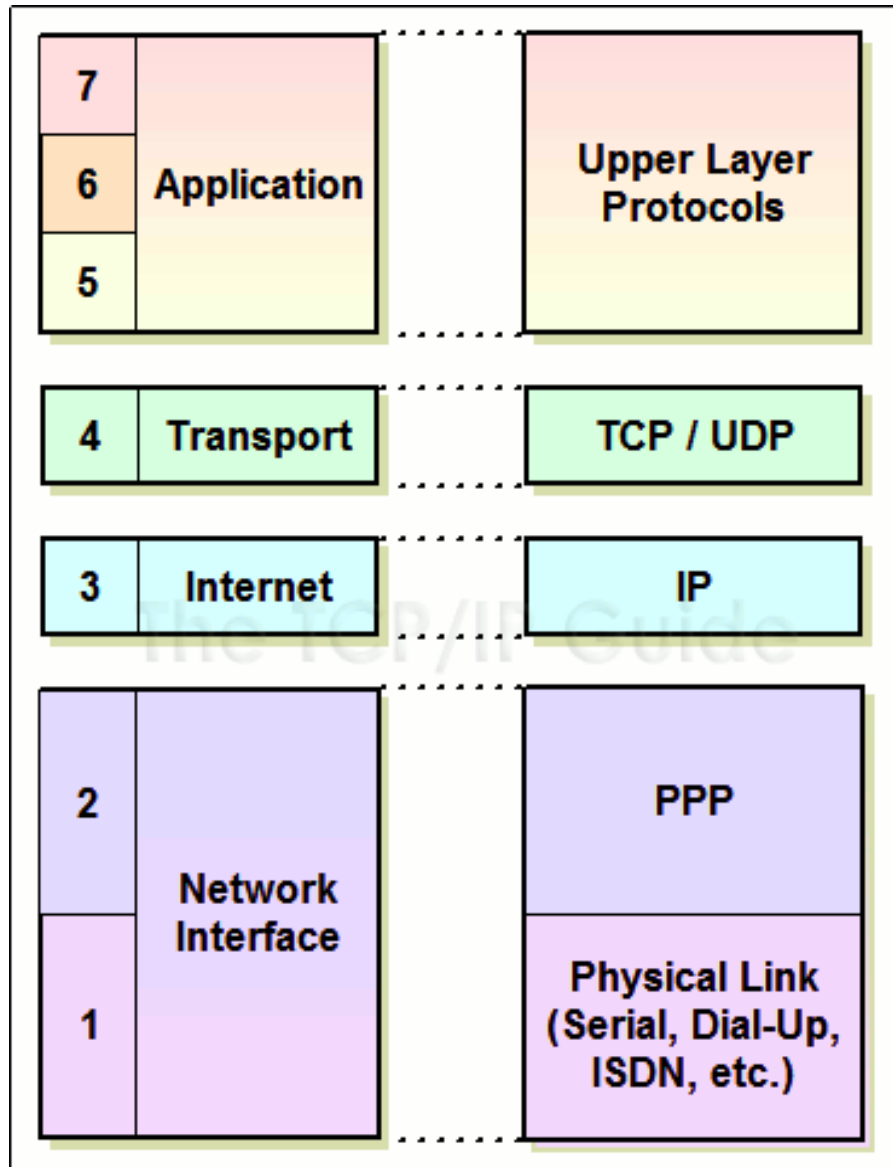 7
6
5
Application
Upper Layer
Protocols
4
Transport
TCP / UDP
3
Internet
IP
The TCP/IP Guide
2
1
Network
Interface
PPP
Physical Link
(Serial, Dial-Up,
ISDN, etc.)